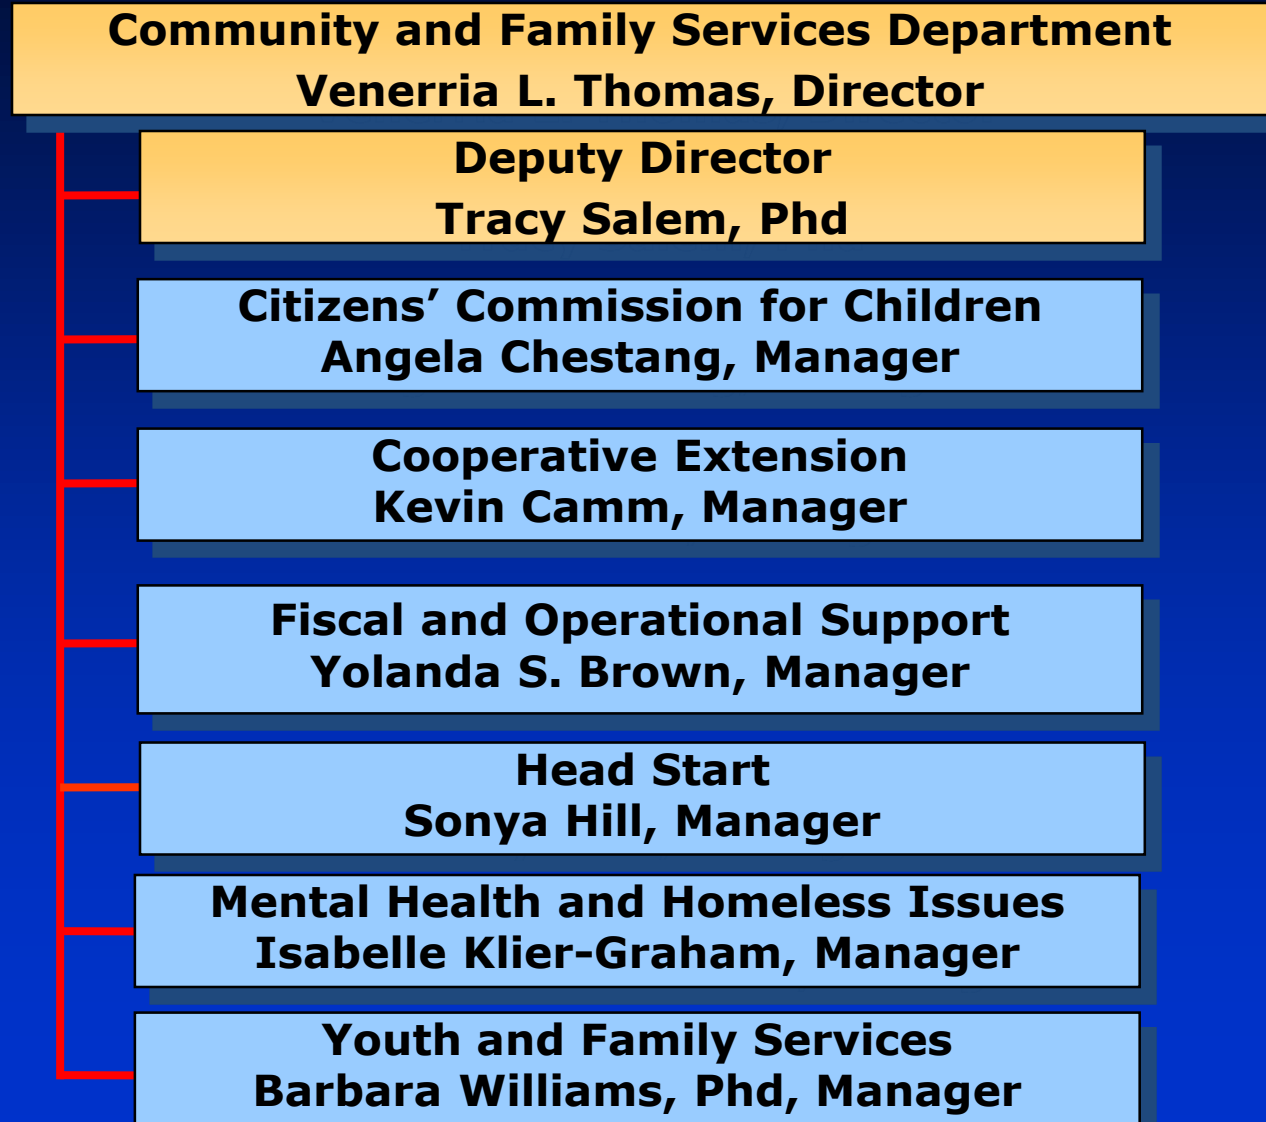 Community and Family Services Department
Venerria L. Thomas, Director
Deputy Director
Tracy Salem, Phd
Citizens’ Commission for Children
Angela Chestang, Manager
Cooperative Extension
Kevin Camm, Manager
Fiscal and Operational Support
Yolanda S. Brown, Manager
Head Start
Sonya Hill, Manager
Mental Health and Homeless Issues
Isabelle Klier-Graham, Manager
Youth and Family Services
Barbara Williams, Phd, Manager